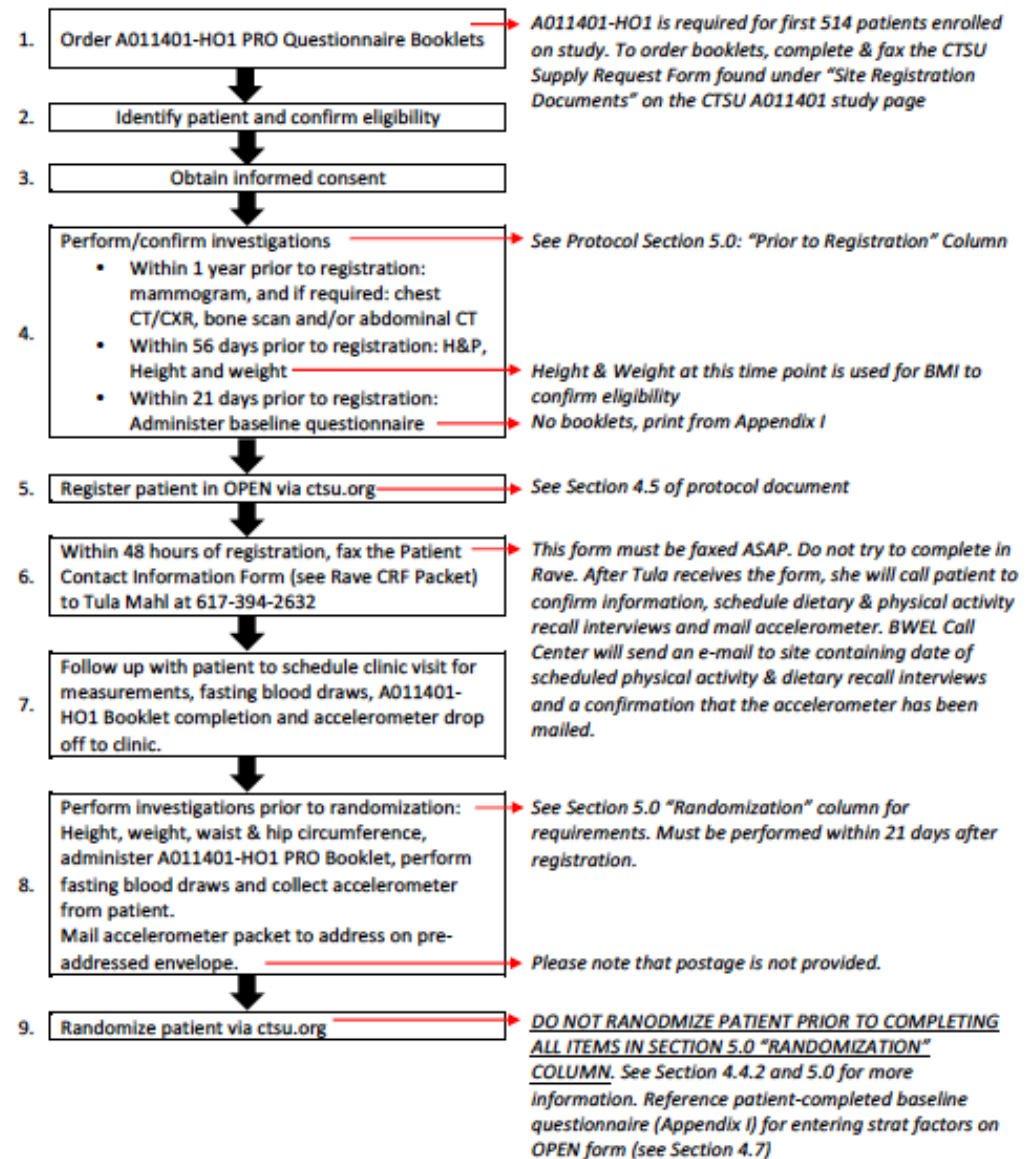 1. Order A011401-HO1 PRO Questionnaire Booklets
A011401-HO1 is required for first 514 patients enrolled
on study. To order booklets, complete & fax the CTSU
Supply Request Form found under “Site Registration
Documents” on the CTSU A011401 study page
2. Identify patient and confirm eligibility
3. Obtain informed consent
4. Perform/confirm investigations
• Within 1 year prior to registration:
mammogram, and if required: chest
CT/CXR, bone scan and/or abdominal CT
• Within 56 days prior to registration: H&P,
Height and weight
• Within 21 days prior to registration:
Administer baseline questionnaire
See Protocol Section 5.0: “Prior to Registration” Column
Height & Weight at this time point is used for BMI to
confirm eligibility
No booklets, print from Appendix I
5. Register patient in OPEN via ctsu.org
See Section 4.5 of protocol document
6. Within 48 hours of registration, fax the Patient
Contact Information Form (see Rave CRF Packet)
to Tula Mahl at 617-394-2632
This form must be faxed ASAP. Do not try to complete in
Rave. After Tula receives the form, she will call patient to
confirm information, schedule dietary & physical activity
recall interviews and mail accelerometer. BWEL Call
Center will send an e-mail to site containing date of
scheduled physical activity & dietary recall interviews
and a confirmation that the accelerometer has been
mailed.
7. Follow up with patient to schedule clinic visit for
measurements, fasting blood draws, A011401-
HO1 Booklet completion and accelerometer drop
off to clinic.
8. Perform investigations prior to randomization:
Height, weight, waist & hip circumference,
administer A011401-HO1 PRO Booklet, perform
fasting blood draws and collect accelerometer
from patient.
Mail accelerometer packet to address on pre-
addressed envelope.
See Section 5.0 “Randomization” column for
requirements. Must be performed within 21 days after
registration.
Please note that postage is not provided.
9. Randomize patient via ctsu.org
DO NOT RANODMIZE PATIENT PRIOR TO COMPLETING
ALL ITEMS IN SECTION 5.0 “RANDOMIZATION”
COLUMN. See Section 4.4.2 and 5.0 for more
information. Reference patient-completed baseline
questionnaire (Appendix I) for entering strat factors on
OPEN form (see Section 4.7)